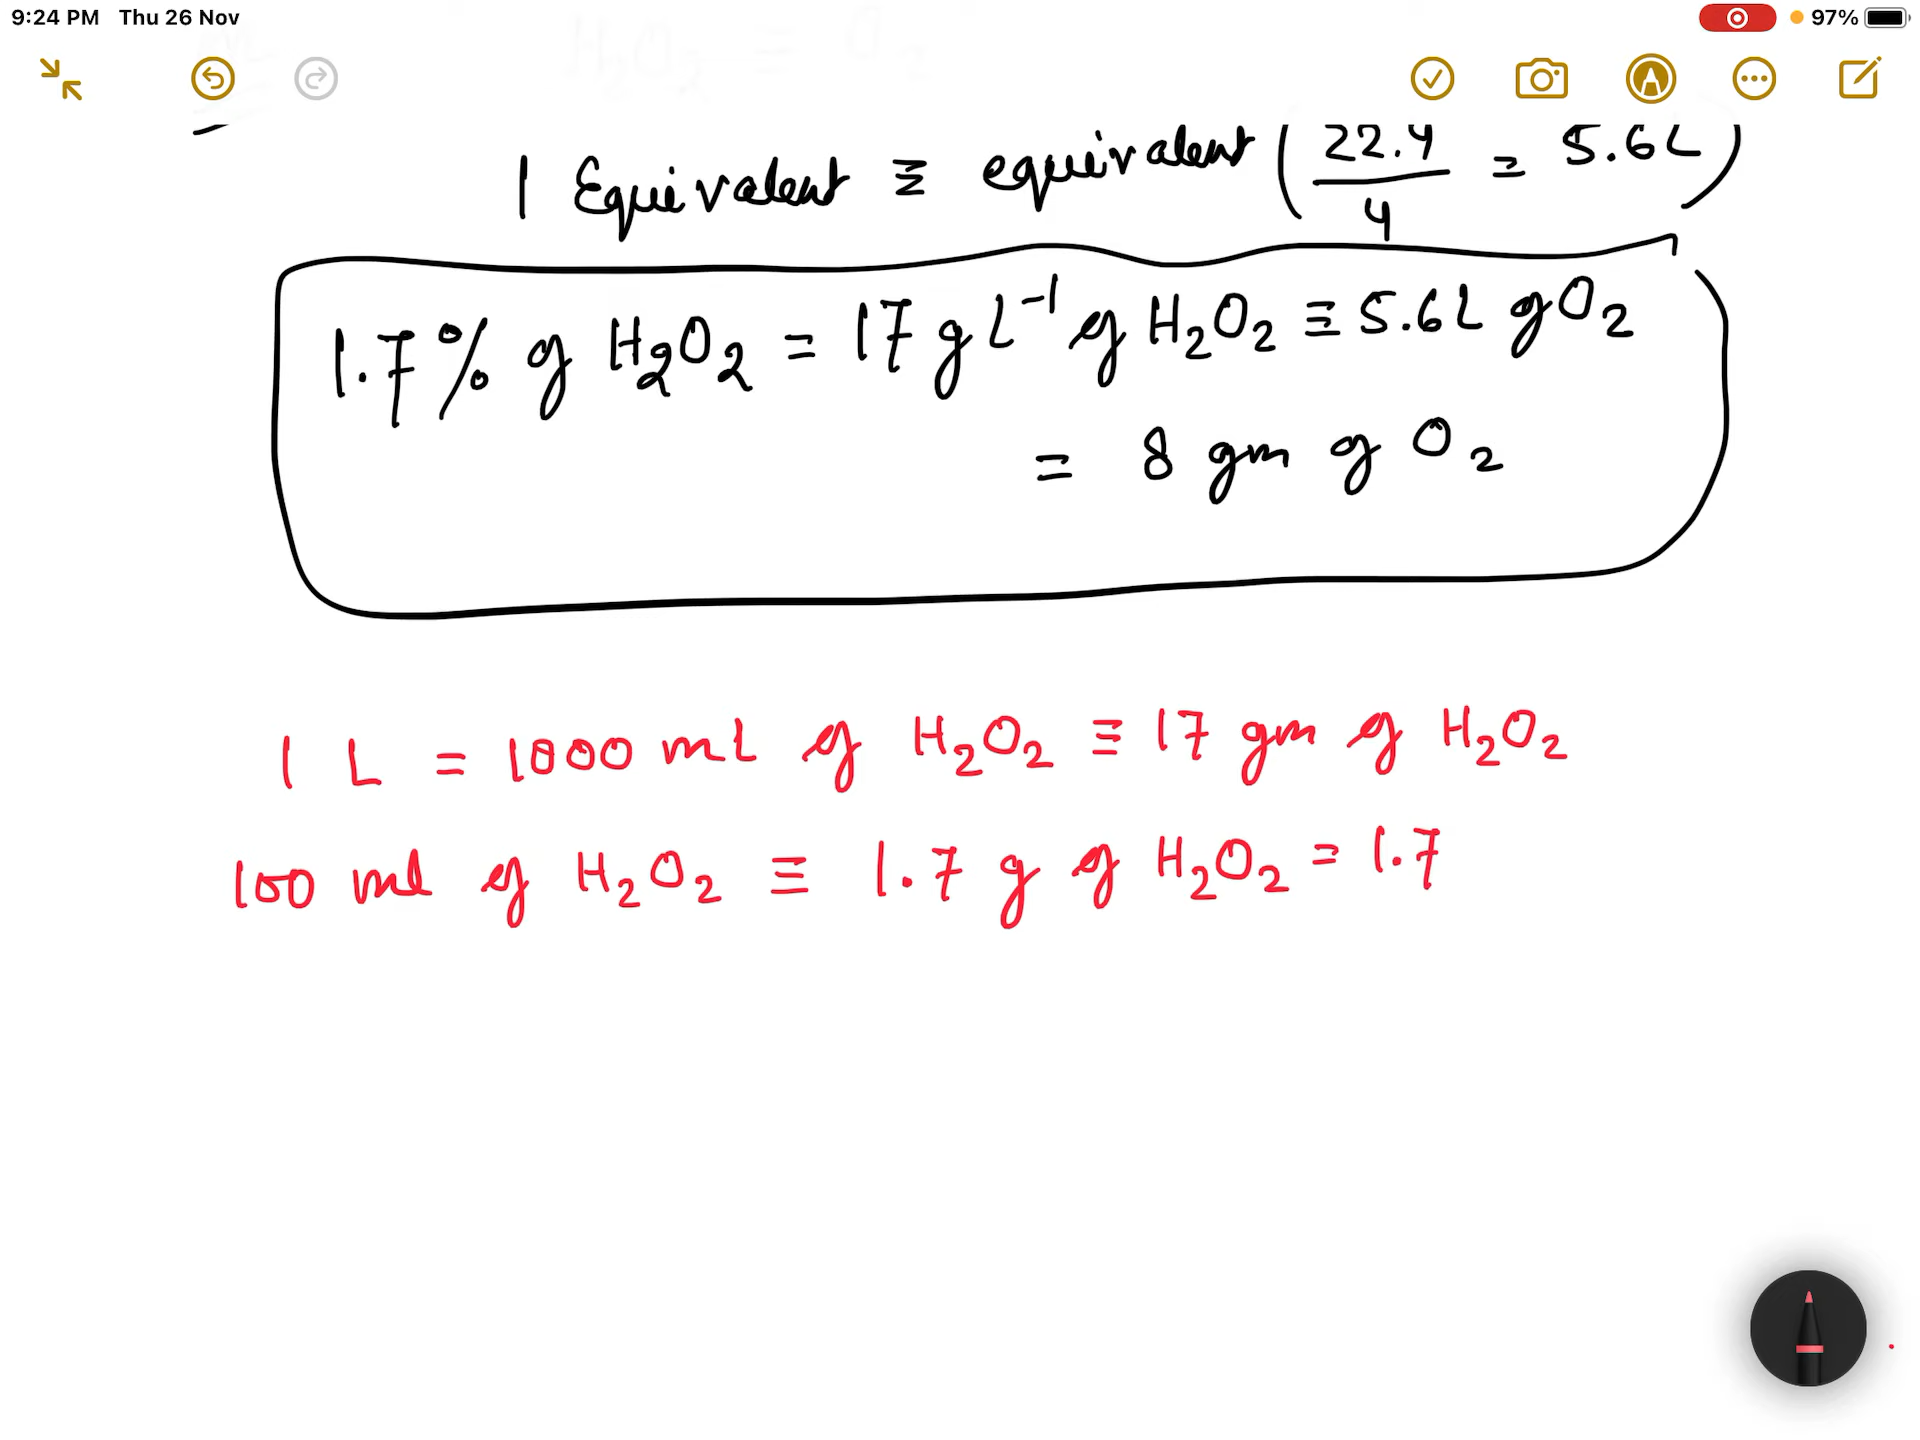 9:24 PM Thu 26 Nov 97%
H₂O₂ ≡ O₂
1 Equivalent ≡ equivalent (22.4/4 = 5.6L)
1.7% of H₂O₂ = 17 g L⁻¹ of H₂O₂ ≡ 5.6L of O₂
= 8 gm of O₂
1 L = 1000 ml of H₂O₂ ≡ 17 gm of H₂O₂
100 ml of H₂O₂ ≡ 1.7 g of H₂O₂ = 1.7